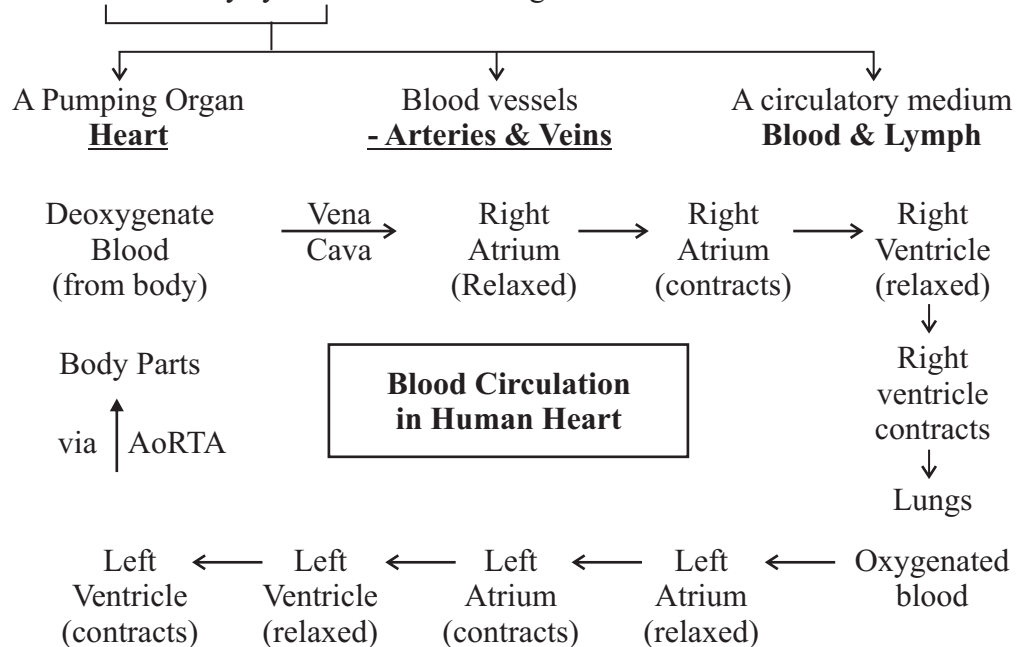 A Pumping Organ
Heart
Blood vessels
- Arteries & Veins
A circulatory medium
Blood & Lymph
Deoxygenate
Blood
(from body)
Vena
Cava
Right
Atrium
(Relaxed)
Right
Atrium
(contracts)
Right
Ventricle
(relaxed)
Right
ventricle
contracts
Lungs
Body Parts
via
AoRTA
Blood Circulation
in Human Heart
Oxygenated
blood
Left
Atrium
(relaxed)
Left
Atrium
(contracts)
Left
Ventricle
(relaxed)
Left
Ventricle
(contracts)